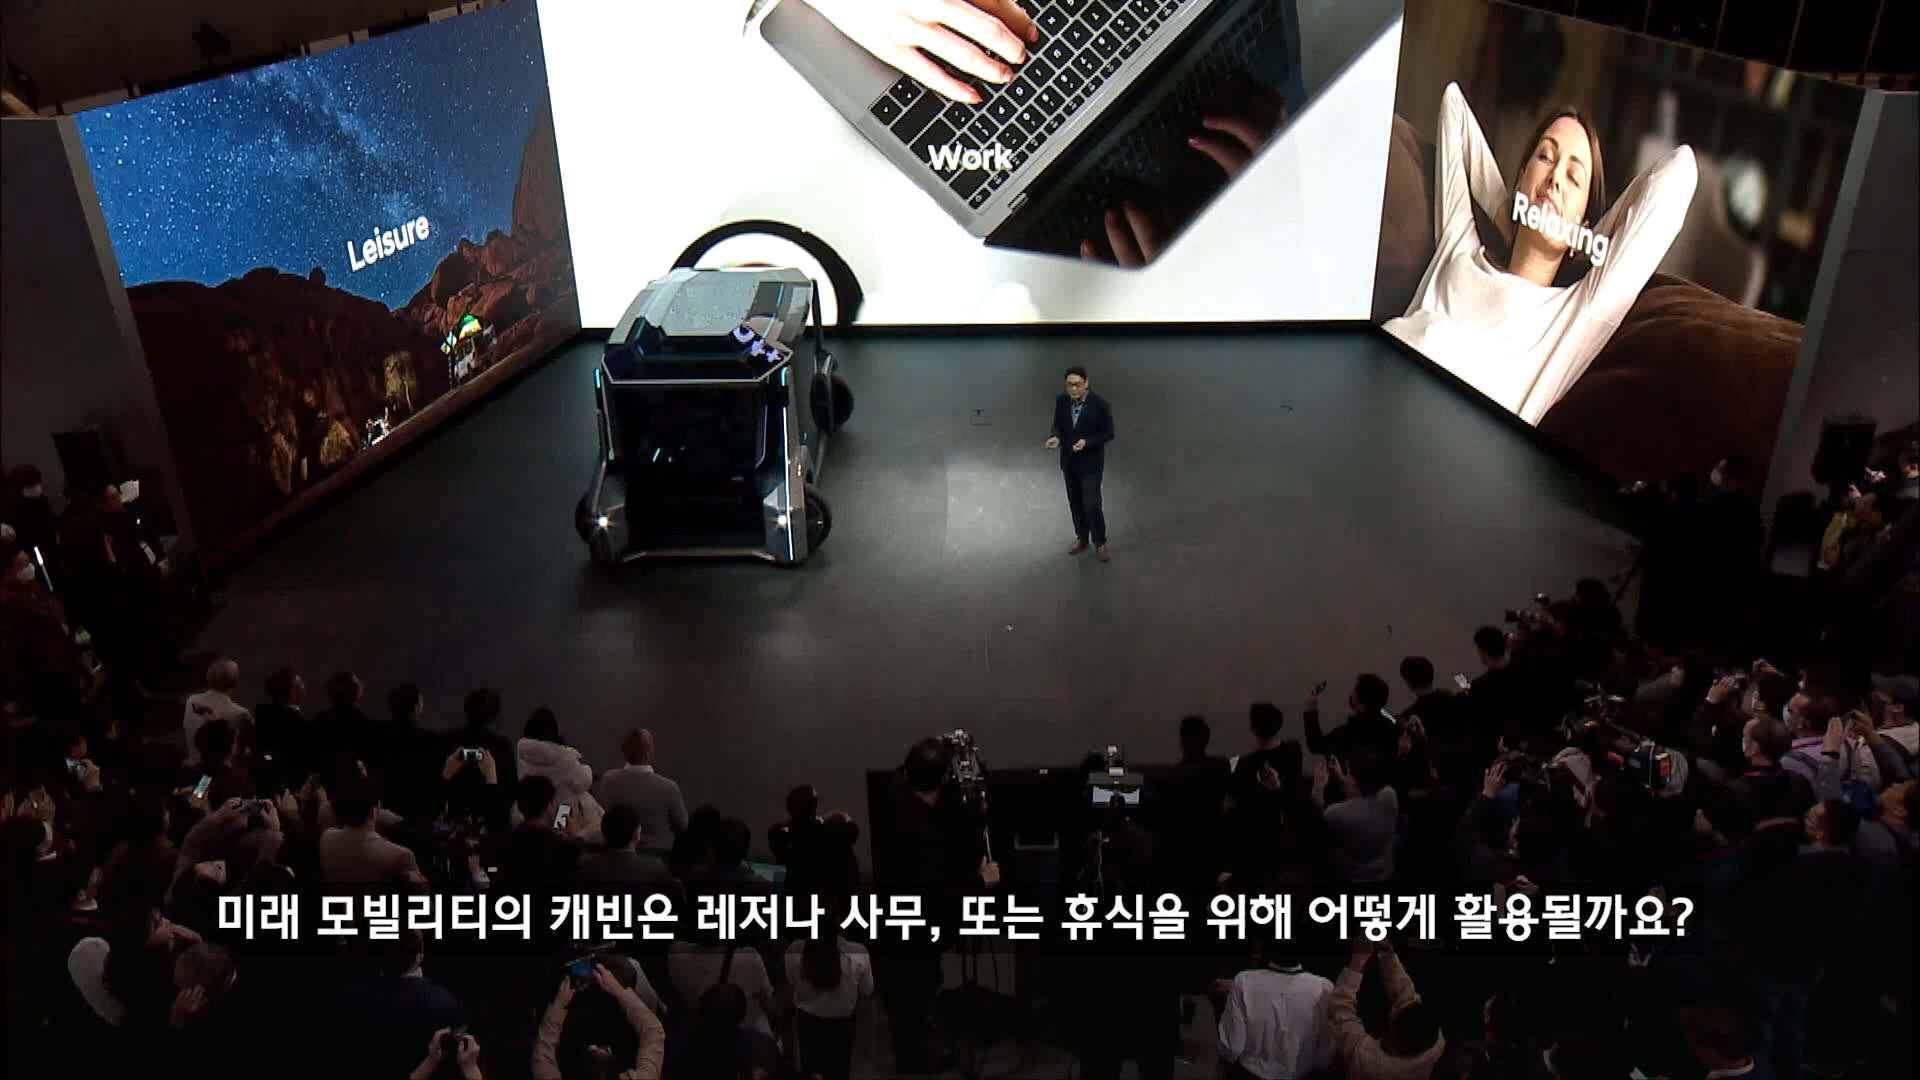 Leisure
Work
Relaxing
미래 모빌리티의 캐빈은 레저나 사무, 또는 휴식을 위해 어떻게 활용될까요?